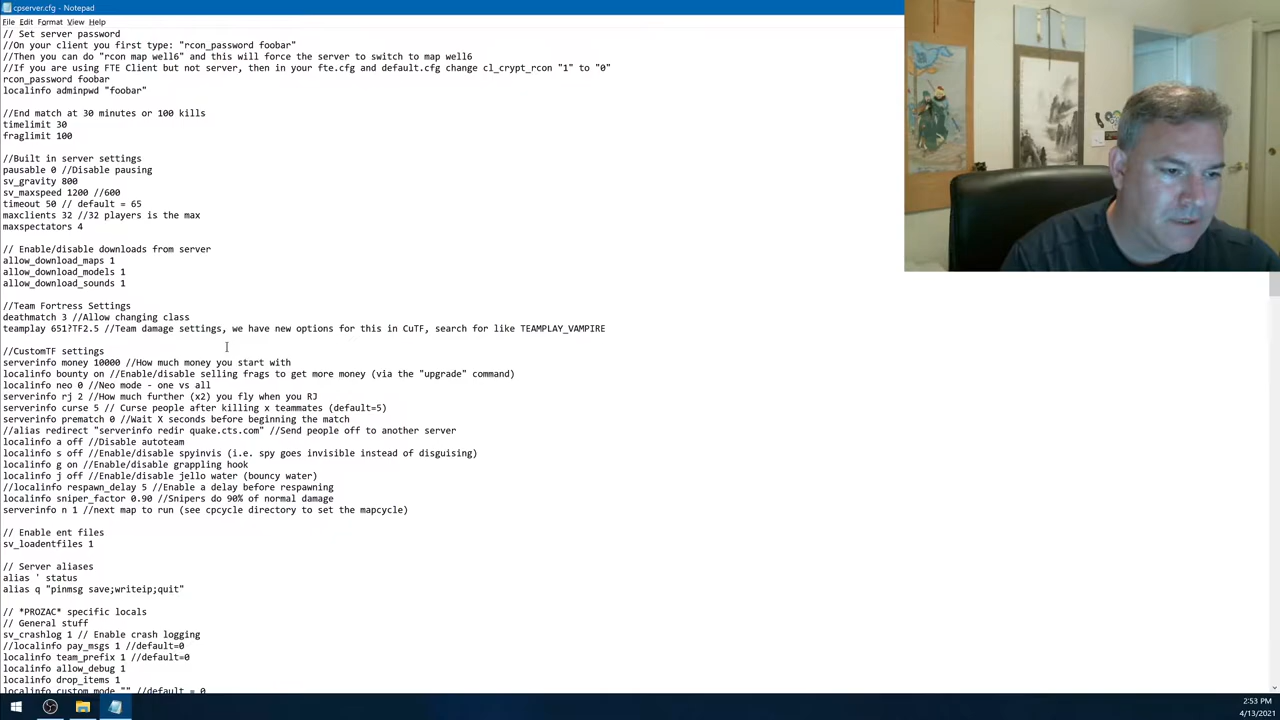 cpserver.cfg - Notepad
File Edit Format View Help
// Set server password
//On your client you first type: "rcon_password foobar"
//Then you can do "rcon map well6" and this will force the server to switch to map well6
//If you are using FTE Client but not server, then in your fte.cfg and default.cfg change cl_crypt_rcon "1" to "0"
rcon_password foobar
localinfo adminpwd "foobar"
//End match at 30 minutes or 100 kills
timelimit 30
fraglimit 100
//Built in server settings
pausable 0 //Disable pausing
sv_gravity 800
sv_maxspeed 1200 //600
timeout 50 // default = 65
maxclients 32 //32 players is the max
maxspectators 4
// Enable/disable downloads from server
allow_download_maps 1
allow_download_models 1
allow_download_sounds 1
//Team Fortress Settings
deathmatch 3 //Allow changing class
teamplay 651?TF2.5 //Team damage settings, we have new options for this in CuTF, search for like TEAMPLAY_VAMPIRE
//CustomTF settings
serverinfo money 10000 //How much money you start with
localinfo bounty on //Enable/disable selling frags to get more money (via the "upgrade" command)
localinfo neo 0 //Neo mode - one vs all
serverinfo rj 2 //How much further (x2) you fly when you RJ
serverinfo curse 5 // Curse people after killing x teammates (default=5)
serverinfo prematch 0 //Wait X seconds before beginning the match
//alias redirect "serverinfo redir quake.cts.com" //Send people off to another server
localinfo a off //Disable autoteam
localinfo s off //Enable/disable spyinvis (i.e. spy goes invisible instead of disguising)
localinfo g on //Enable/disable grappling hook
localinfo j off //Enable/disable jello water (bouncy water)
//localinfo respawn_delay 5 //Enable a delay before respawning
localinfo sniper_factor 0.90 //Snipers do 90% of normal damage
serverinfo n 1 //next map to run (see cpcycle directory to set the mapcycle)
// Enable ent files
sv_loadentfiles 1
// Server aliases
alias ' status
alias q "pinmsg save;writeip;quit"
// *PROZAC* specific locals
// General stuff
sv_crashlog 1 // Enable crash logging
//localinfo pay_msgs 1 //default=0
localinfo team_prefix 1 //default=0
localinfo allow_debug 1
localinfo drop_items 1
localinfo custom_mode "" //default = 0
2:53 PM
4/13/2021